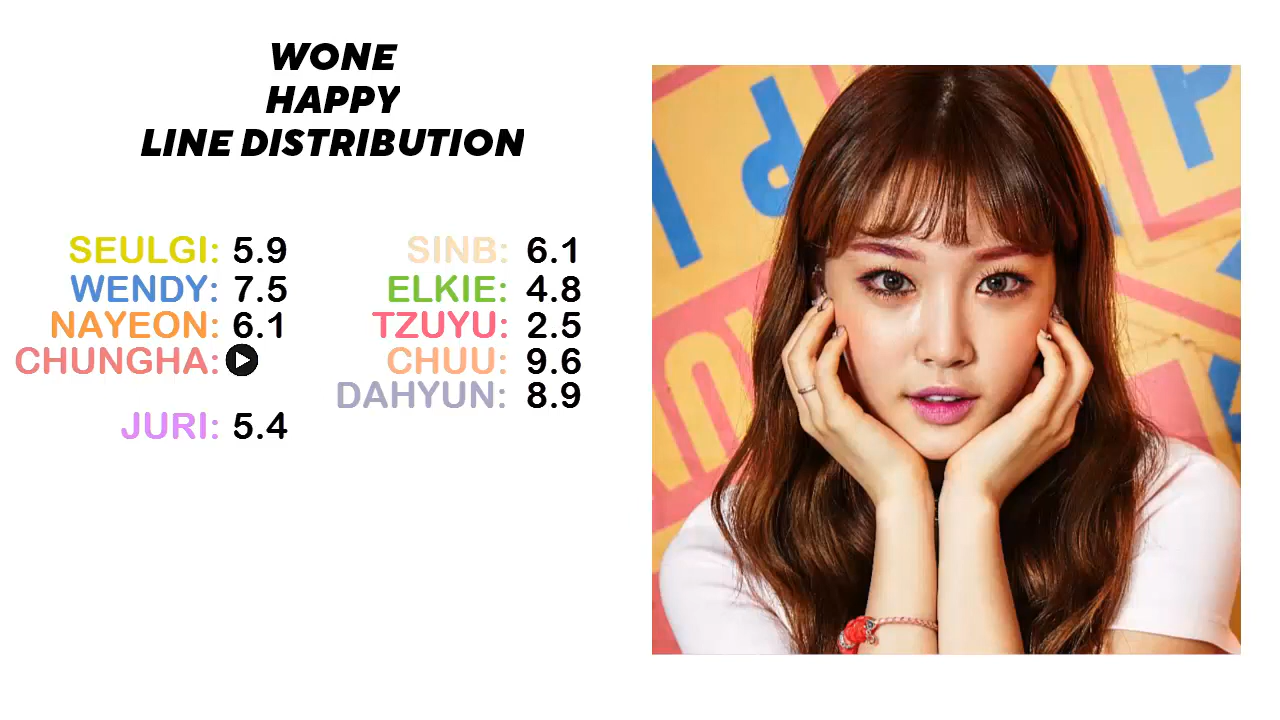 WONE
HAPPY
LINE DISTRIBUTION
SEULGI: 5.9
WENDY: 7.5
NAYEON: 6.1
CHUNGHA:
JURI: 5.4
SINB: 6.1
ELKIE: 4.8
TZUYU: 2.5
CHUU: 9.6
DAHYUN: 8.9